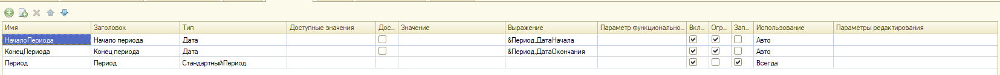 Имя Заголовок Тип Доступные значения Дос... Значение Выражение Параметр функционально... Вкл... Огр... Зап... Использование Параметры редактирования
НачалоПериода Начало периода Дата &Период.ДатаНачала Авто
КонецПериода Конец периода Дата &Период.ДатаОкончания Авто
Период Период СтандартныйПериод Всегда